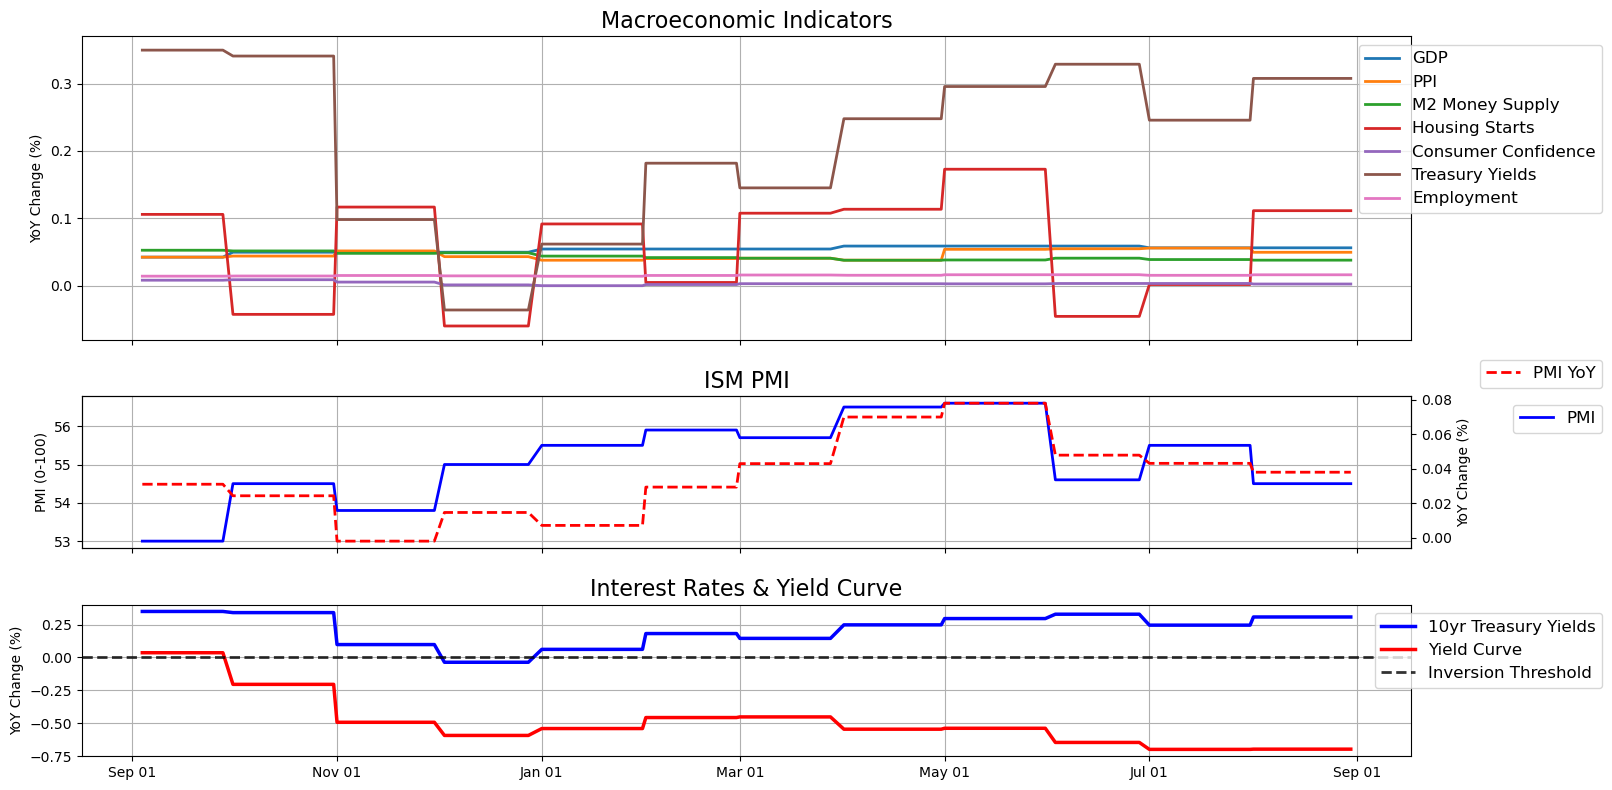 Macroeconomic Indicators
YoY Change (%)
0.3
0.2
0.1
0.0
GDP
PPI
M2 Money Supply
Housing Starts
Consumer Confidence
Treasury Yields
Employment
ISM PMI
PMI (0-100)
56
55
54
53
0.08
0.06
0.04
0.02
0.00
YoY Change (%)
PMI YoY
PMI
Interest Rates & Yield Curve
YoY Change (%)
0.25
0.00
−0.25
−0.50
−0.75
10yr Treasury Yields
Yield Curve
Inversion Threshold
Sep 01 Nov 01 Jan 01 Mar 01 May 01 Jul 01 Sep 01